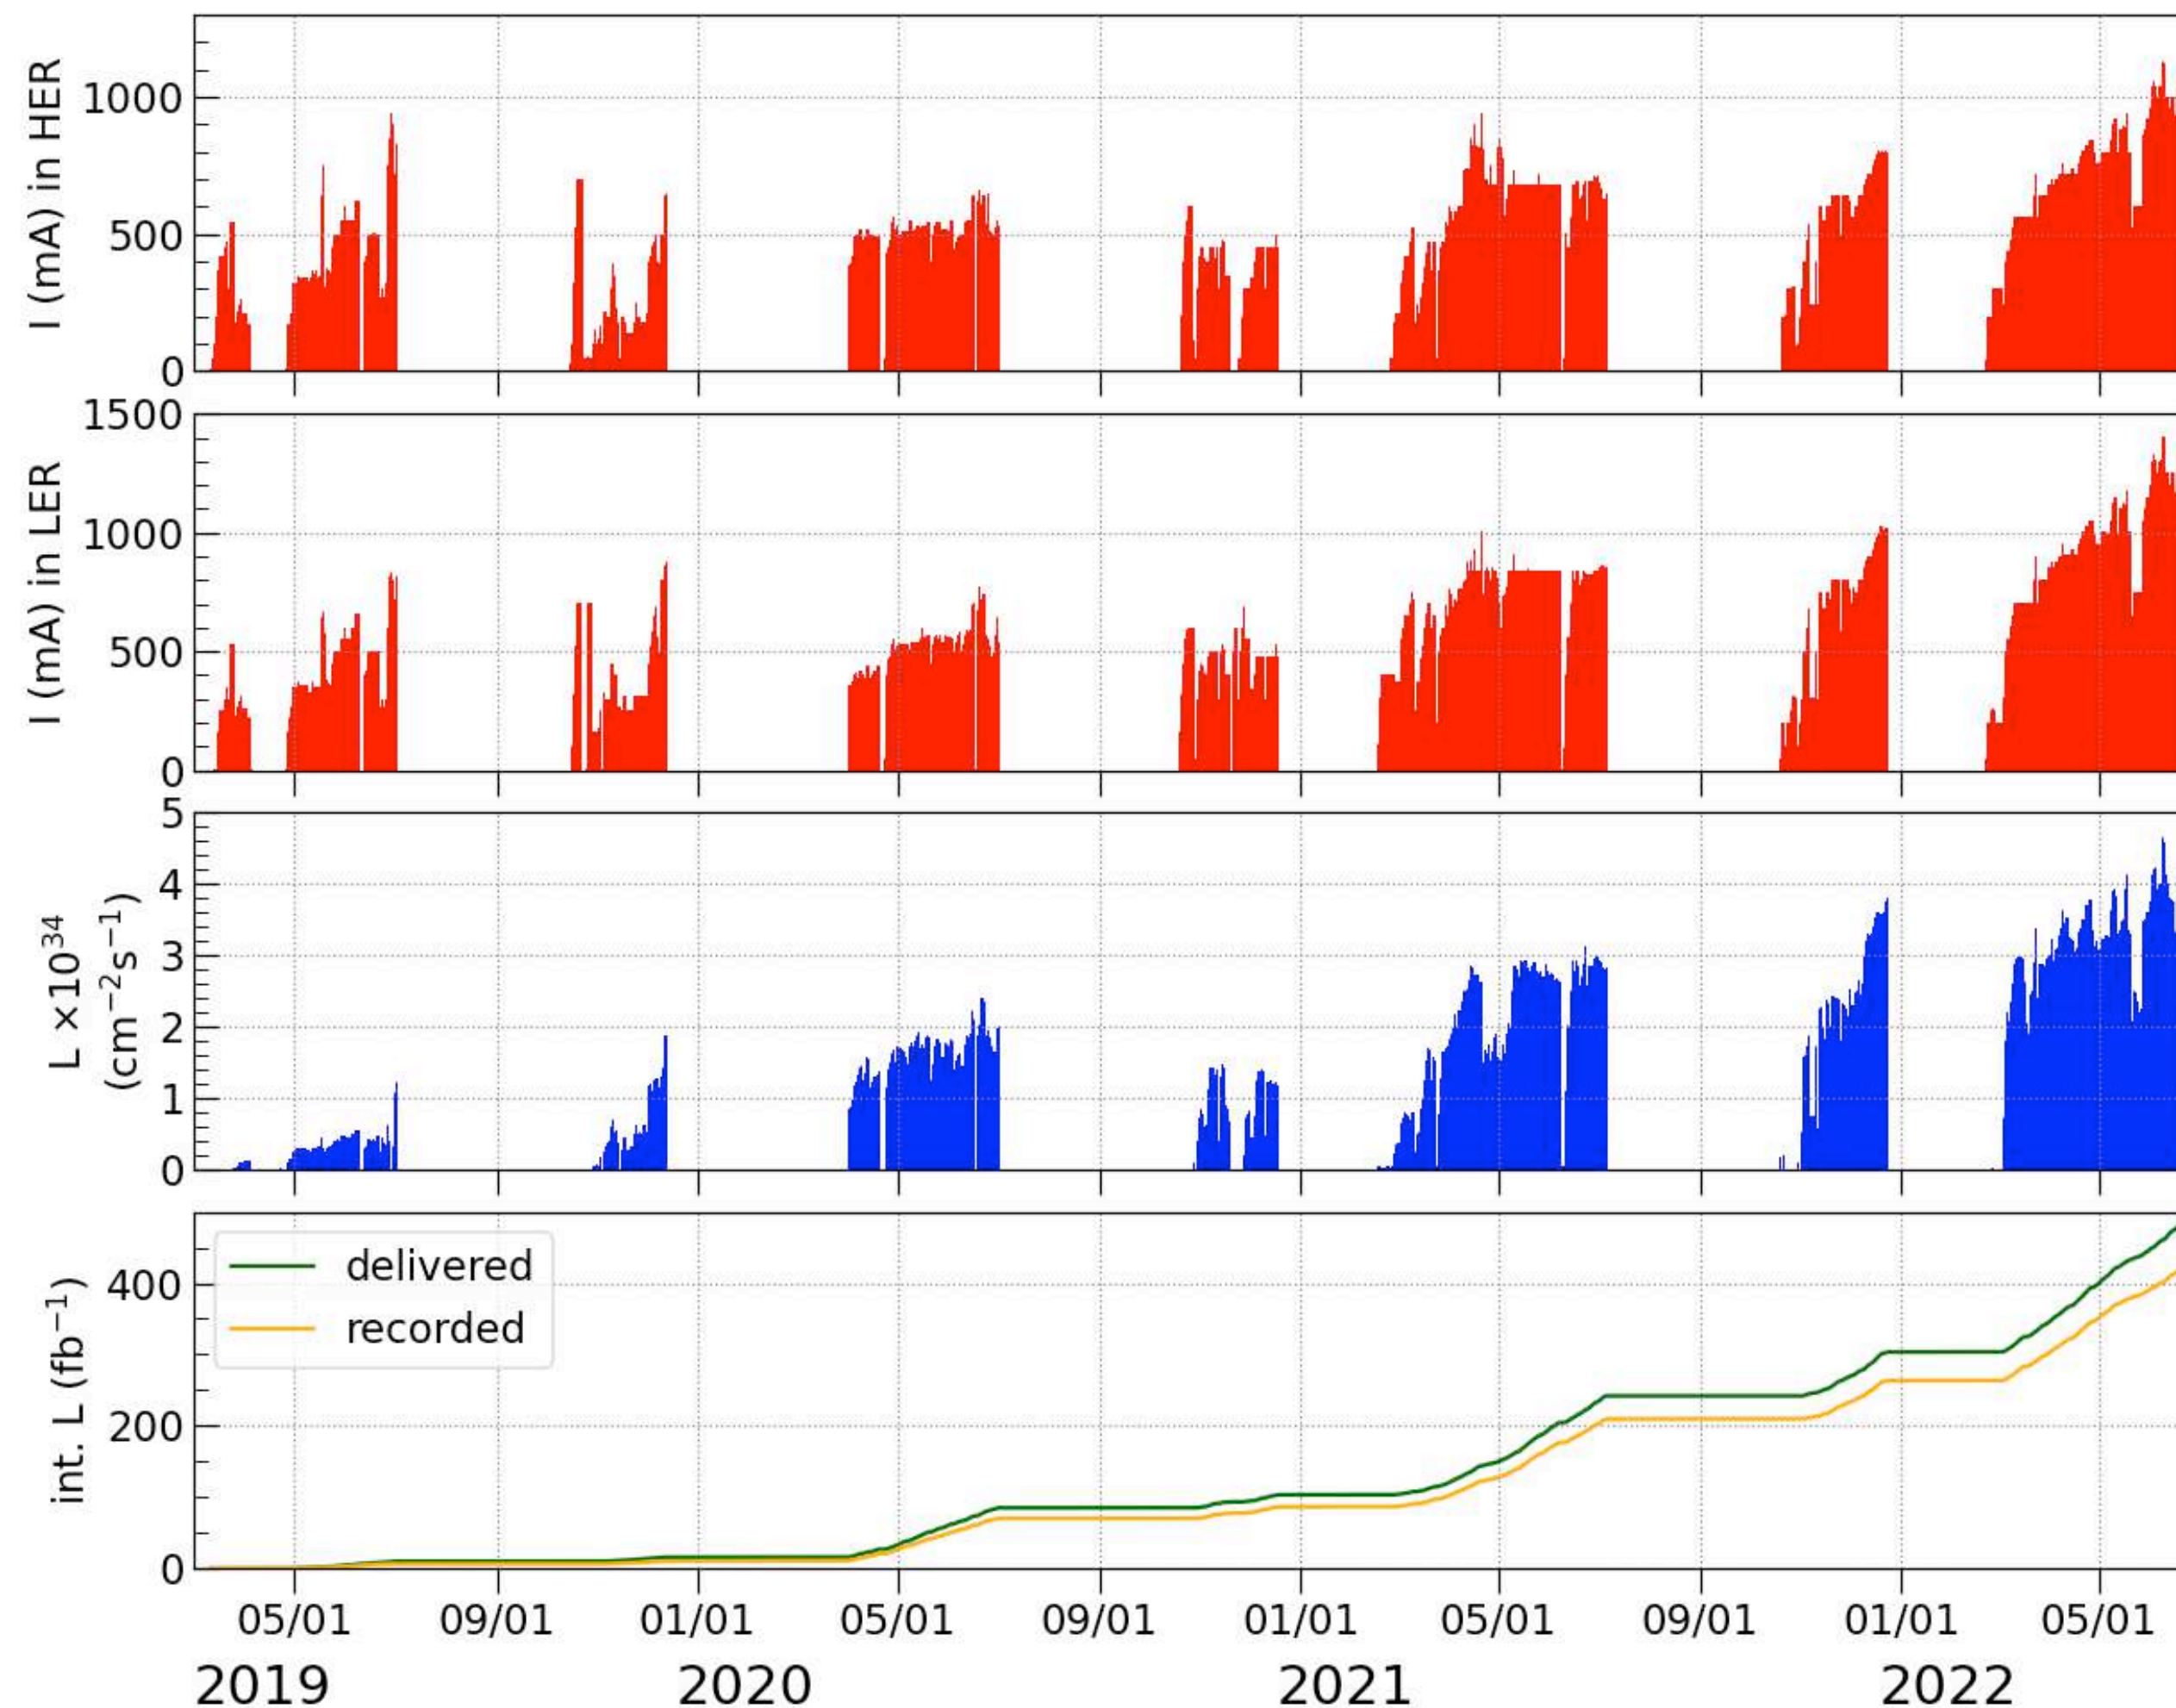 I (mA) in HER
1000
500
0
I (mA) in LER
1500
1000
500
0
L ×10³⁴
(cm⁻²s⁻¹)
5
4
3
2
1
0
int. L (fb⁻¹)
400
200
0
delivered
recorded
05/01 09/01 01/01 05/01 09/01 01/01 05/01 09/01 01/01 05/01
2019 2020 2021 2022